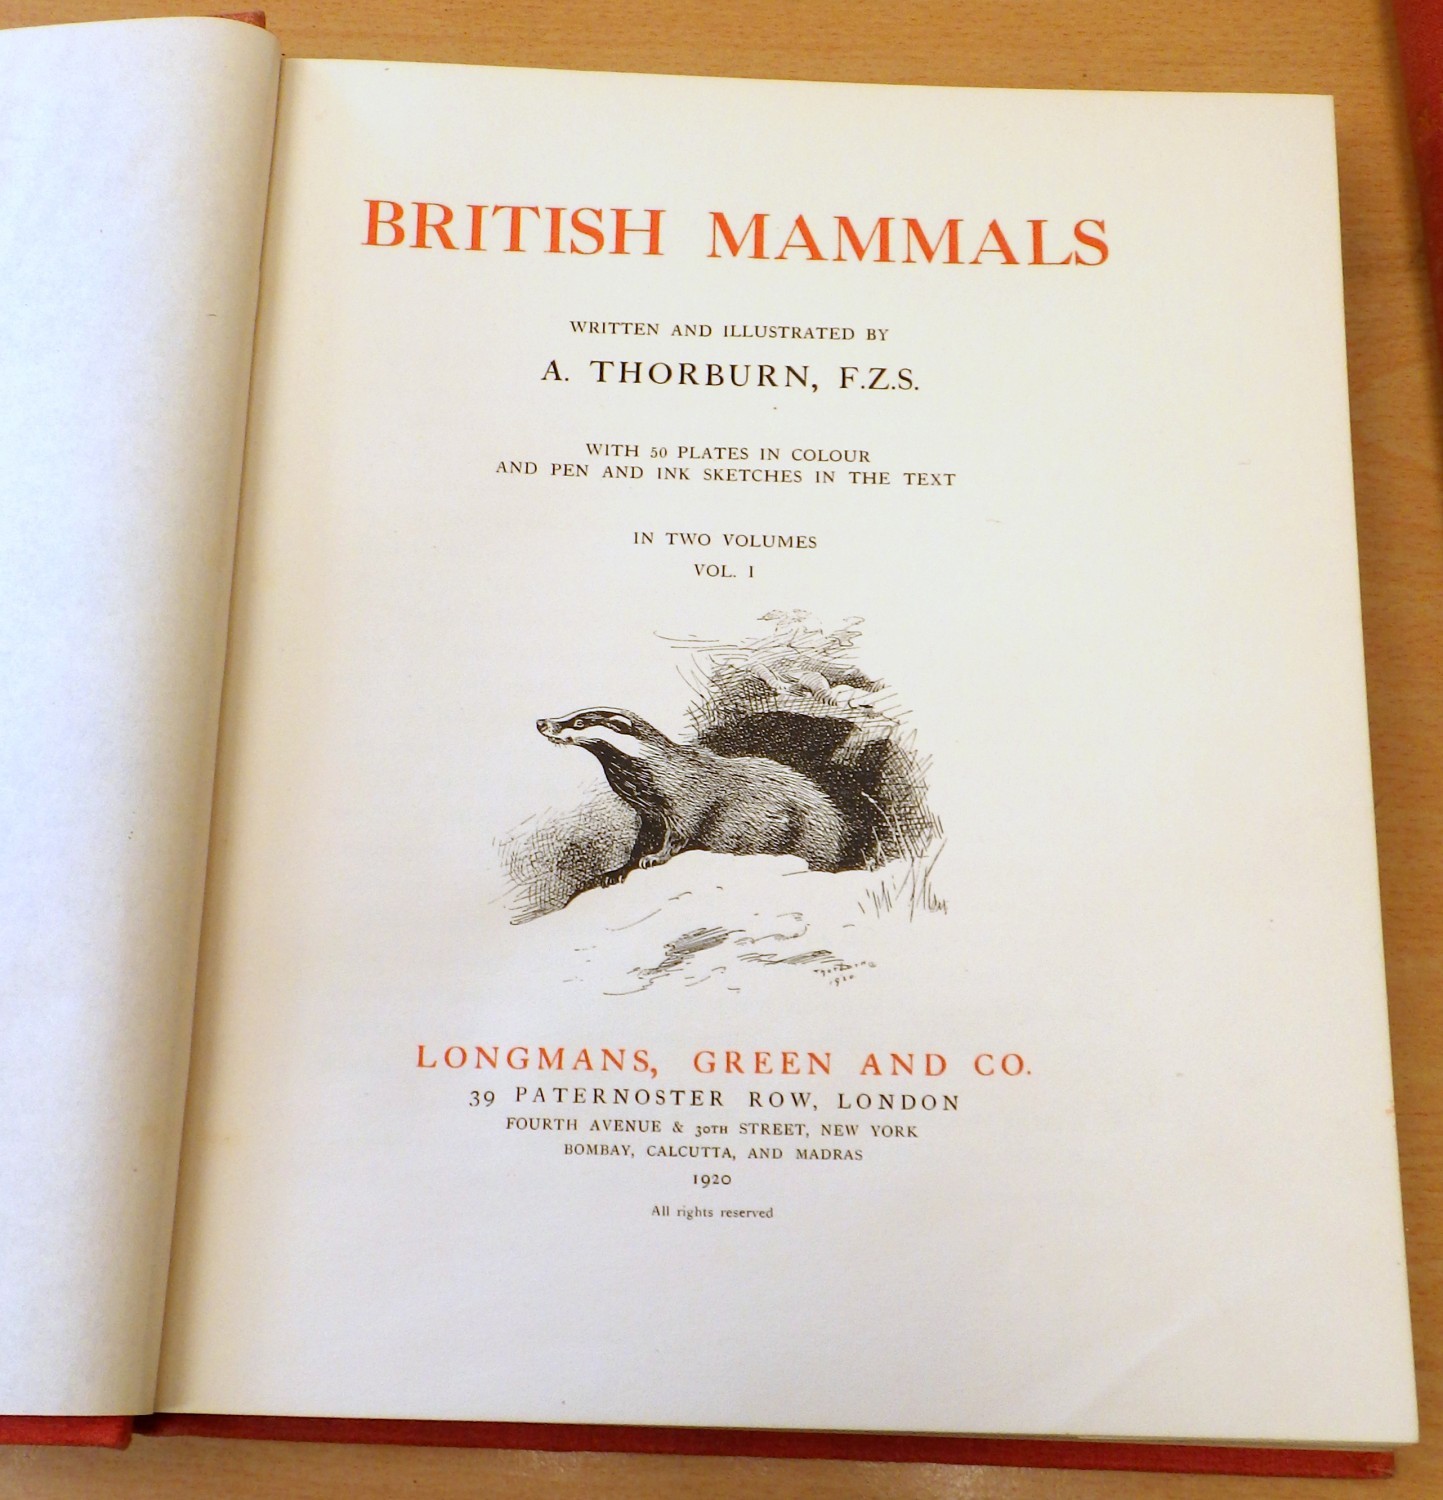 BRITISH MAMMALS
WRITTEN AND ILLUSTRATED BY
A. THORBURN, F.Z.S.
WITH 50 PLATES IN COLOUR
AND PEN AND INK SKETCHES IN THE TEXT
IN TWO VOLUMES
VOL. I
1920
LONGMANS, GREEN AND CO.
39 PATERNOSTER ROW, LONDON
FOURTH AVENUE & 30TH STREET, NEW YORK
BOMBAY, CALCUTTA, AND MADRAS
1920
All rights reserved